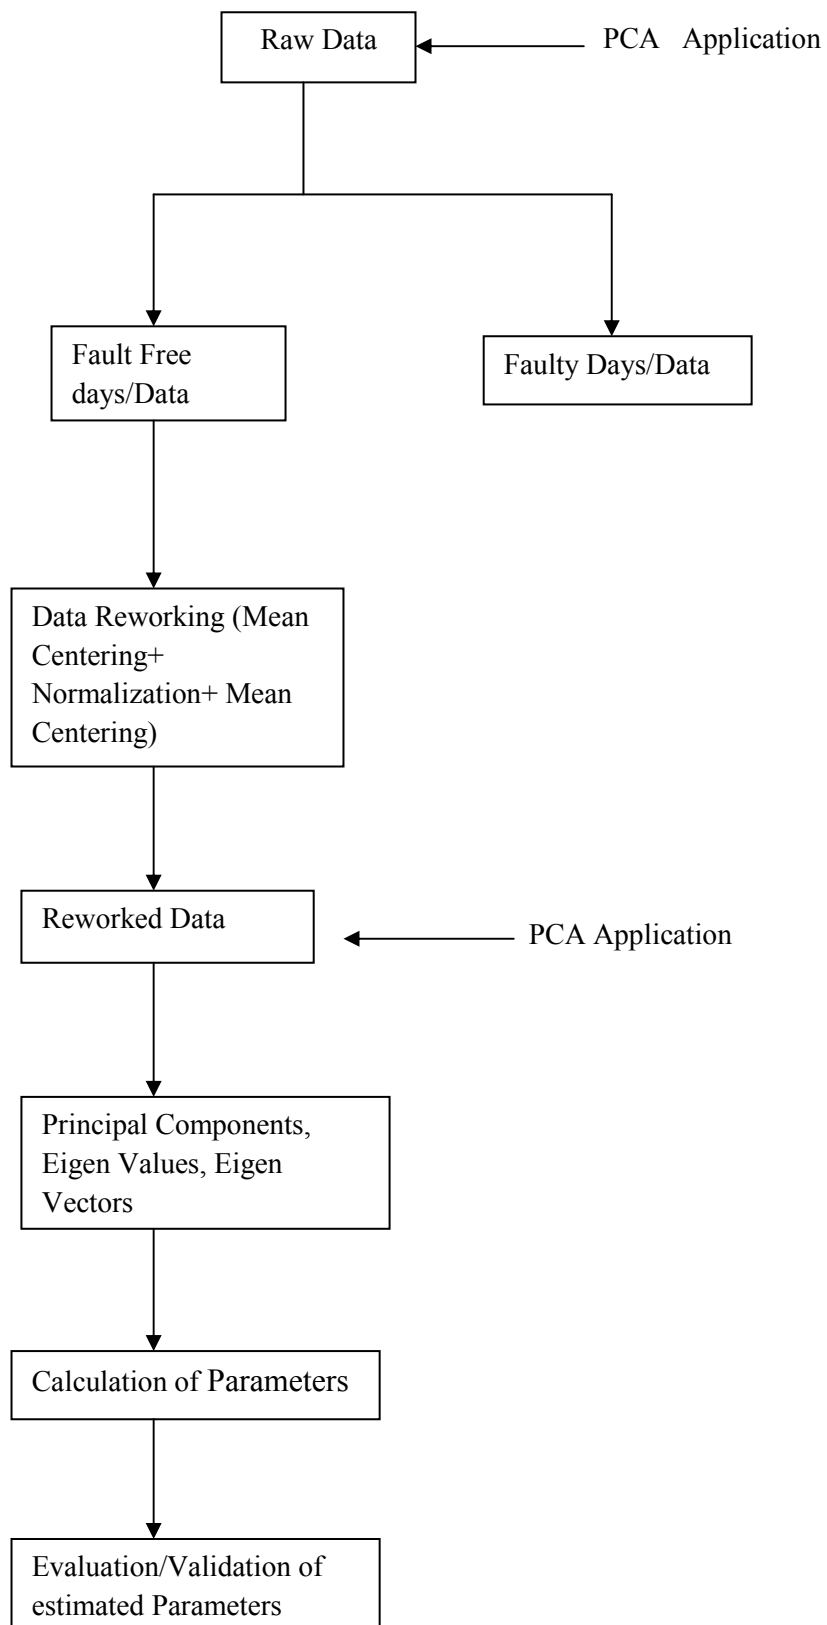 Raw Data
PCA Application
Fault Free
days/Data
Faulty Days/Data
Data Reworking (Mean
Centering+
Normalization+ Mean
Centering)
Reworked Data
PCA Application
Principal Components,
Eigen Values, Eigen
Vectors
Calculation of Parameters
Evaluation/Validation of
estimated Parameters